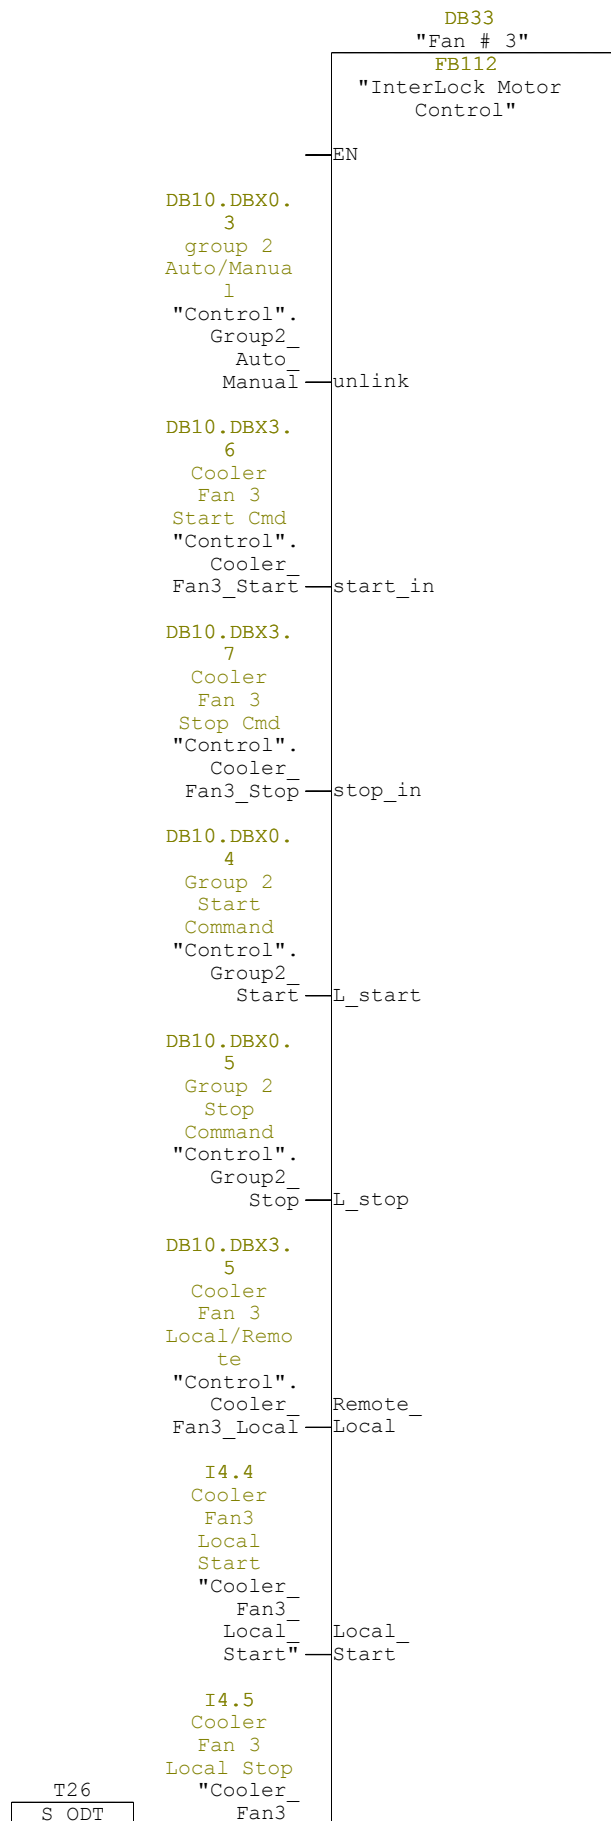 DB33
"Fan # 3"
FB112
"InterLock Motor
Control"
EN
DB10.DBX0.
3
group 2
Auto/Manua
l
"Control".
Group2_
Auto_
Manual
unlink
DB10.DBX3.
6
Cooler
Fan 3
Start Cmd
"Control".
Cooler_
Fan3_Start
start_in
DB10.DBX3.
7
Cooler
Fan 3
Stop Cmd
"Control".
Cooler_
Fan3_Stop
stop_in
DB10.DBX0.
4
Group 2
Start
Command
"Control".
Group2_
Start
L_start
DB10.DBX0.
5
Group 2
Stop
Command
"Control".
Group2_
Stop
L_stop
DB10.DBX3.
5
Cooler
Fan 3
Local/Remo
te
"Control".
Cooler_
Fan3_Local
Remote_
Local
I4.4
Cooler
Fan3
Local
Start
"Cooler_
Fan3_
Local_
Start"
Local_
Start
I4.5
Cooler
Fan 3
Local Stop
"Cooler_
Fan3
T26
S_ODT